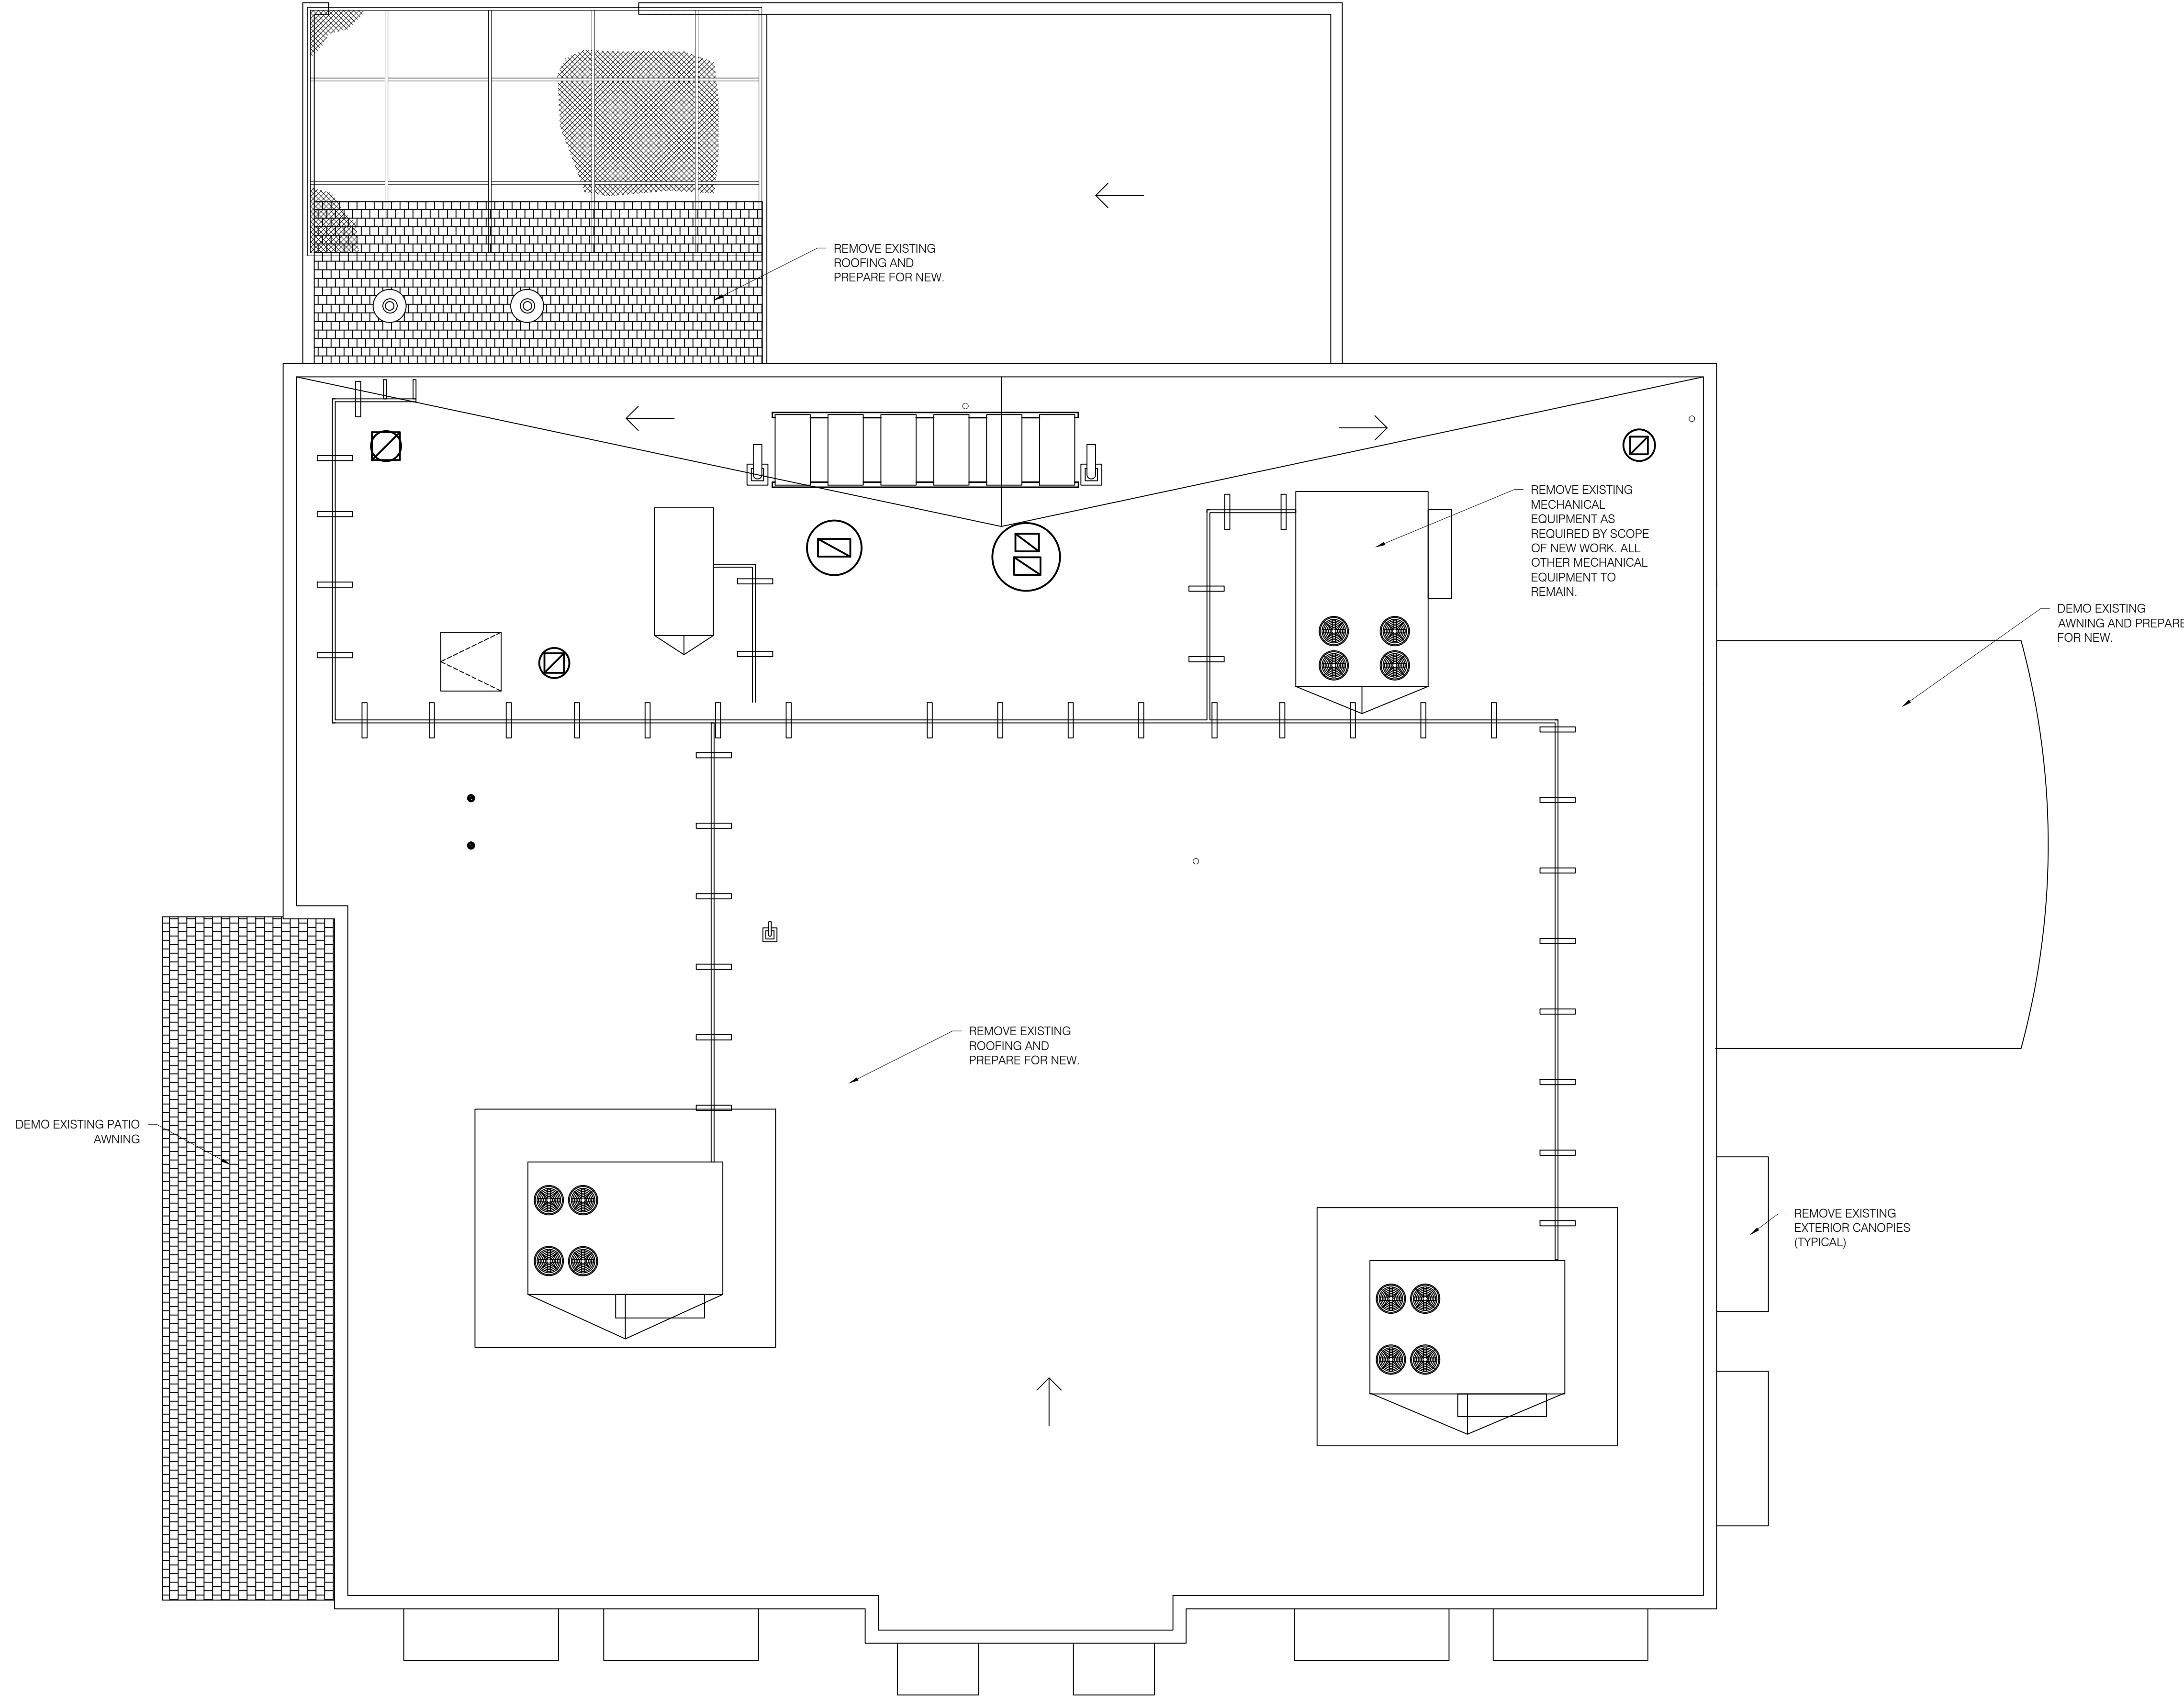 REMOVE EXISTING
ROOFING AND
PREPARE FOR NEW.
REMOVE EXISTING
MECHANICAL
EQUIPMENT AS
REQUIRED BY SCOPE
OF NEW WORK. ALL
OTHER MECHANICAL
EQUIPMENT TO
REMAIN.
DEMO EXISTING
AWNING AND PREPARE
FOR NEW.
REMOVE EXISTING
ROOFING AND
PREPARE FOR NEW.
DEMO EXISTING PATIO
AWNING
REMOVE EXISTING
EXTERIOR CANOPIES
(TYPICAL)